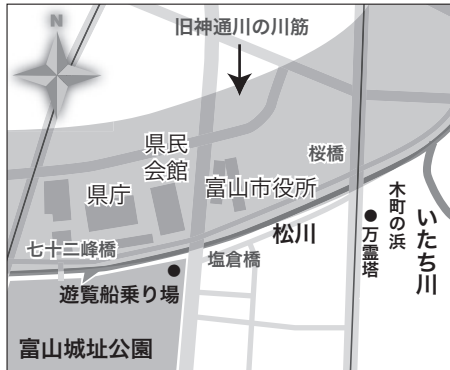 N
旧神通川の川筋
県民
会館
県庁
富山市役所
桜橋
木町の浜
いたち川
万霊塔
七十二峰橋
塩倉橋
松川
遊覧船乗り場
富山城址公園